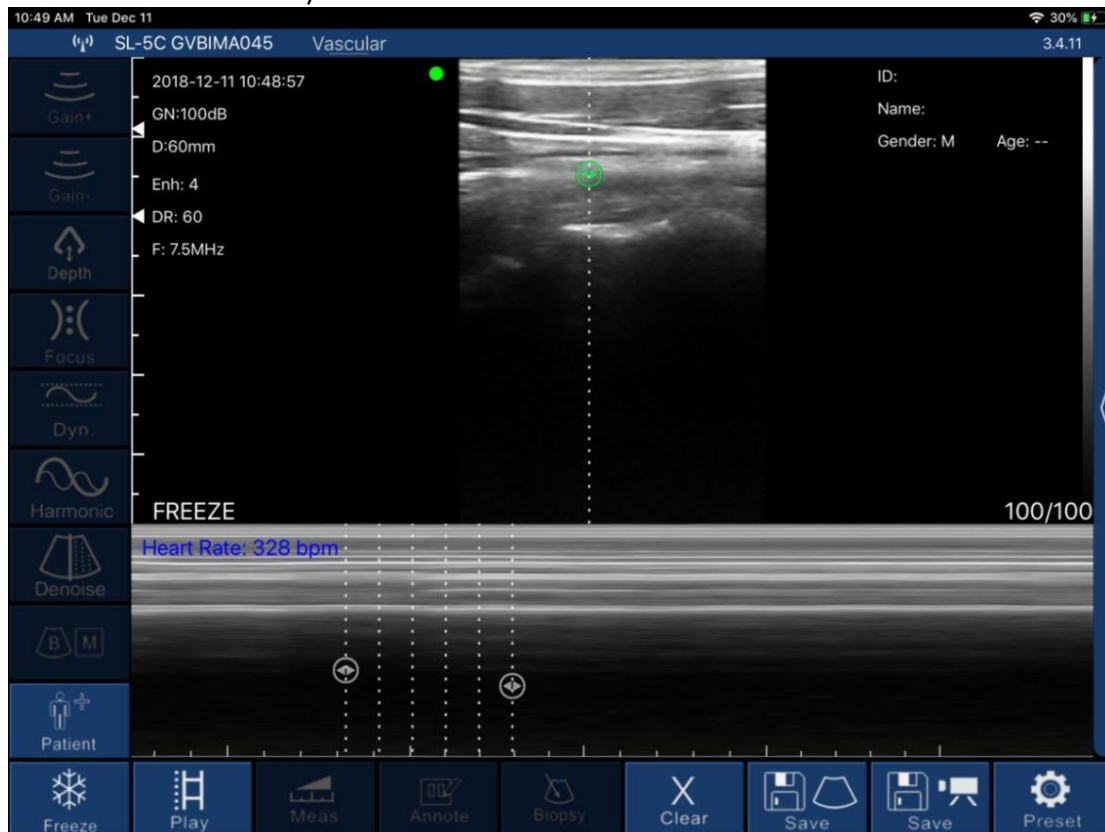 10:49 AM Tue Dec 11
30%
SL-5C GVBIMA045 Vascular 3.4.11
2018-12-11 10:48:57
GN:100dB
D:60mm
Enh: 4
DR: 60
F: 7.5MHz
ID:
Name:
Gender: M Age: --
Gain+
Gain-
Depth
Focus
Dyn.
Harmonic
Denoise
B M
Patient
FREEZE 100/100
Heart Rate: 328 bpm
Freeze Play Meas Annote Biopsy Clear Save Save Preset